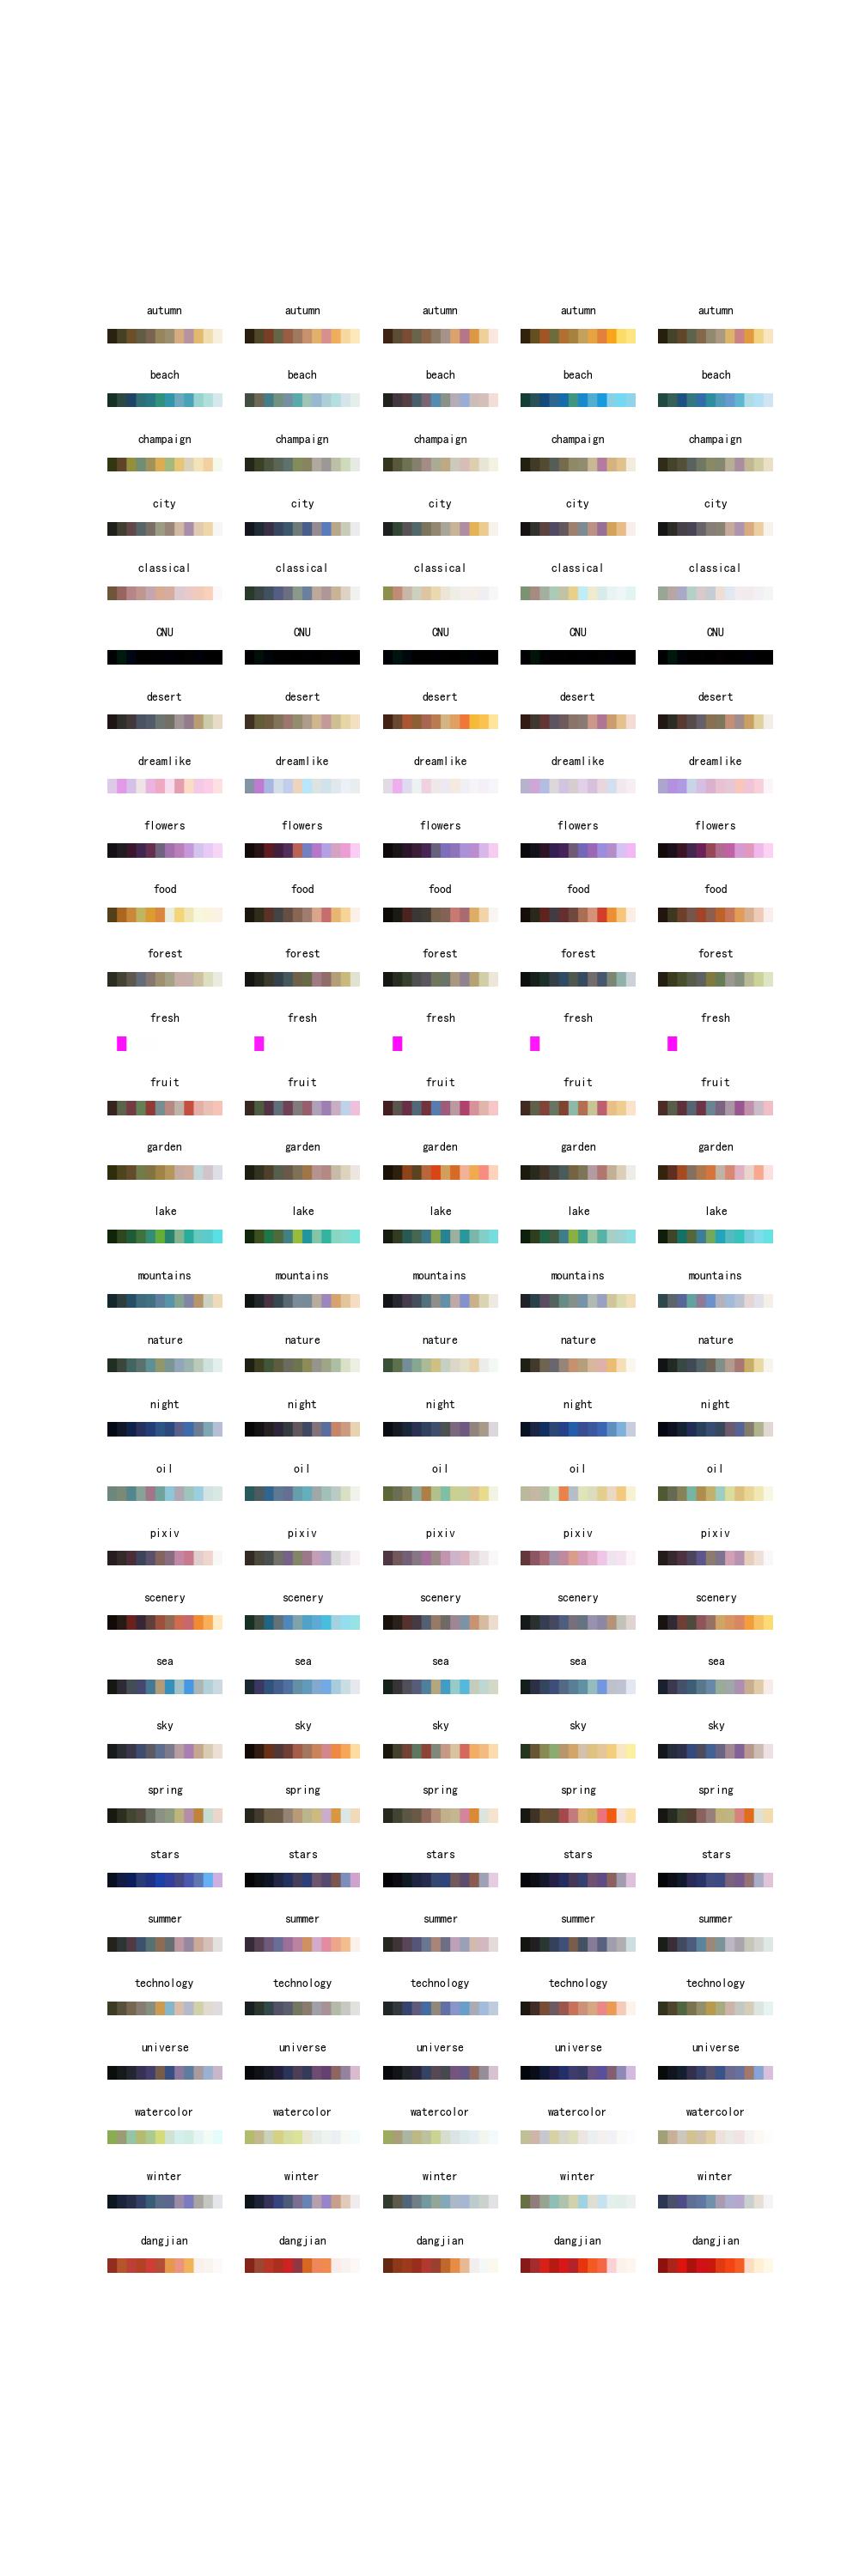 autumn autumn autumn autumn autumn
beach beach beach beach beach
champaign champaign champaign champaign champaign
city city city city city
classical classical classical classical classical
CNU CNU CNU CNU CNU
desert desert desert desert desert
dreamlike dreamlike dreamlike dreamlike dreamlike
flowers flowers flowers flowers flowers
food food food food food
forest forest forest forest forest
fresh fresh fresh fresh fresh
fruit fruit fruit fruit fruit
garden garden garden garden garden
lake lake lake lake lake
mountains mountains mountains mountains mountains
nature nature nature nature nature
night night night night night
oil oil oil oil oil
pixiv pixiv pixiv pixiv pixiv
scenery scenery scenery scenery scenery
sea sea sea sea sea
sky sky sky sky sky
spring spring spring spring spring
stars stars stars stars stars
summer summer summer summer summer
technology technology technology technology technology
universe universe universe universe universe
watercolor watercolor watercolor watercolor watercolor
winter winter winter winter winter
dangjian dangjian dangjian dangjian dangjian